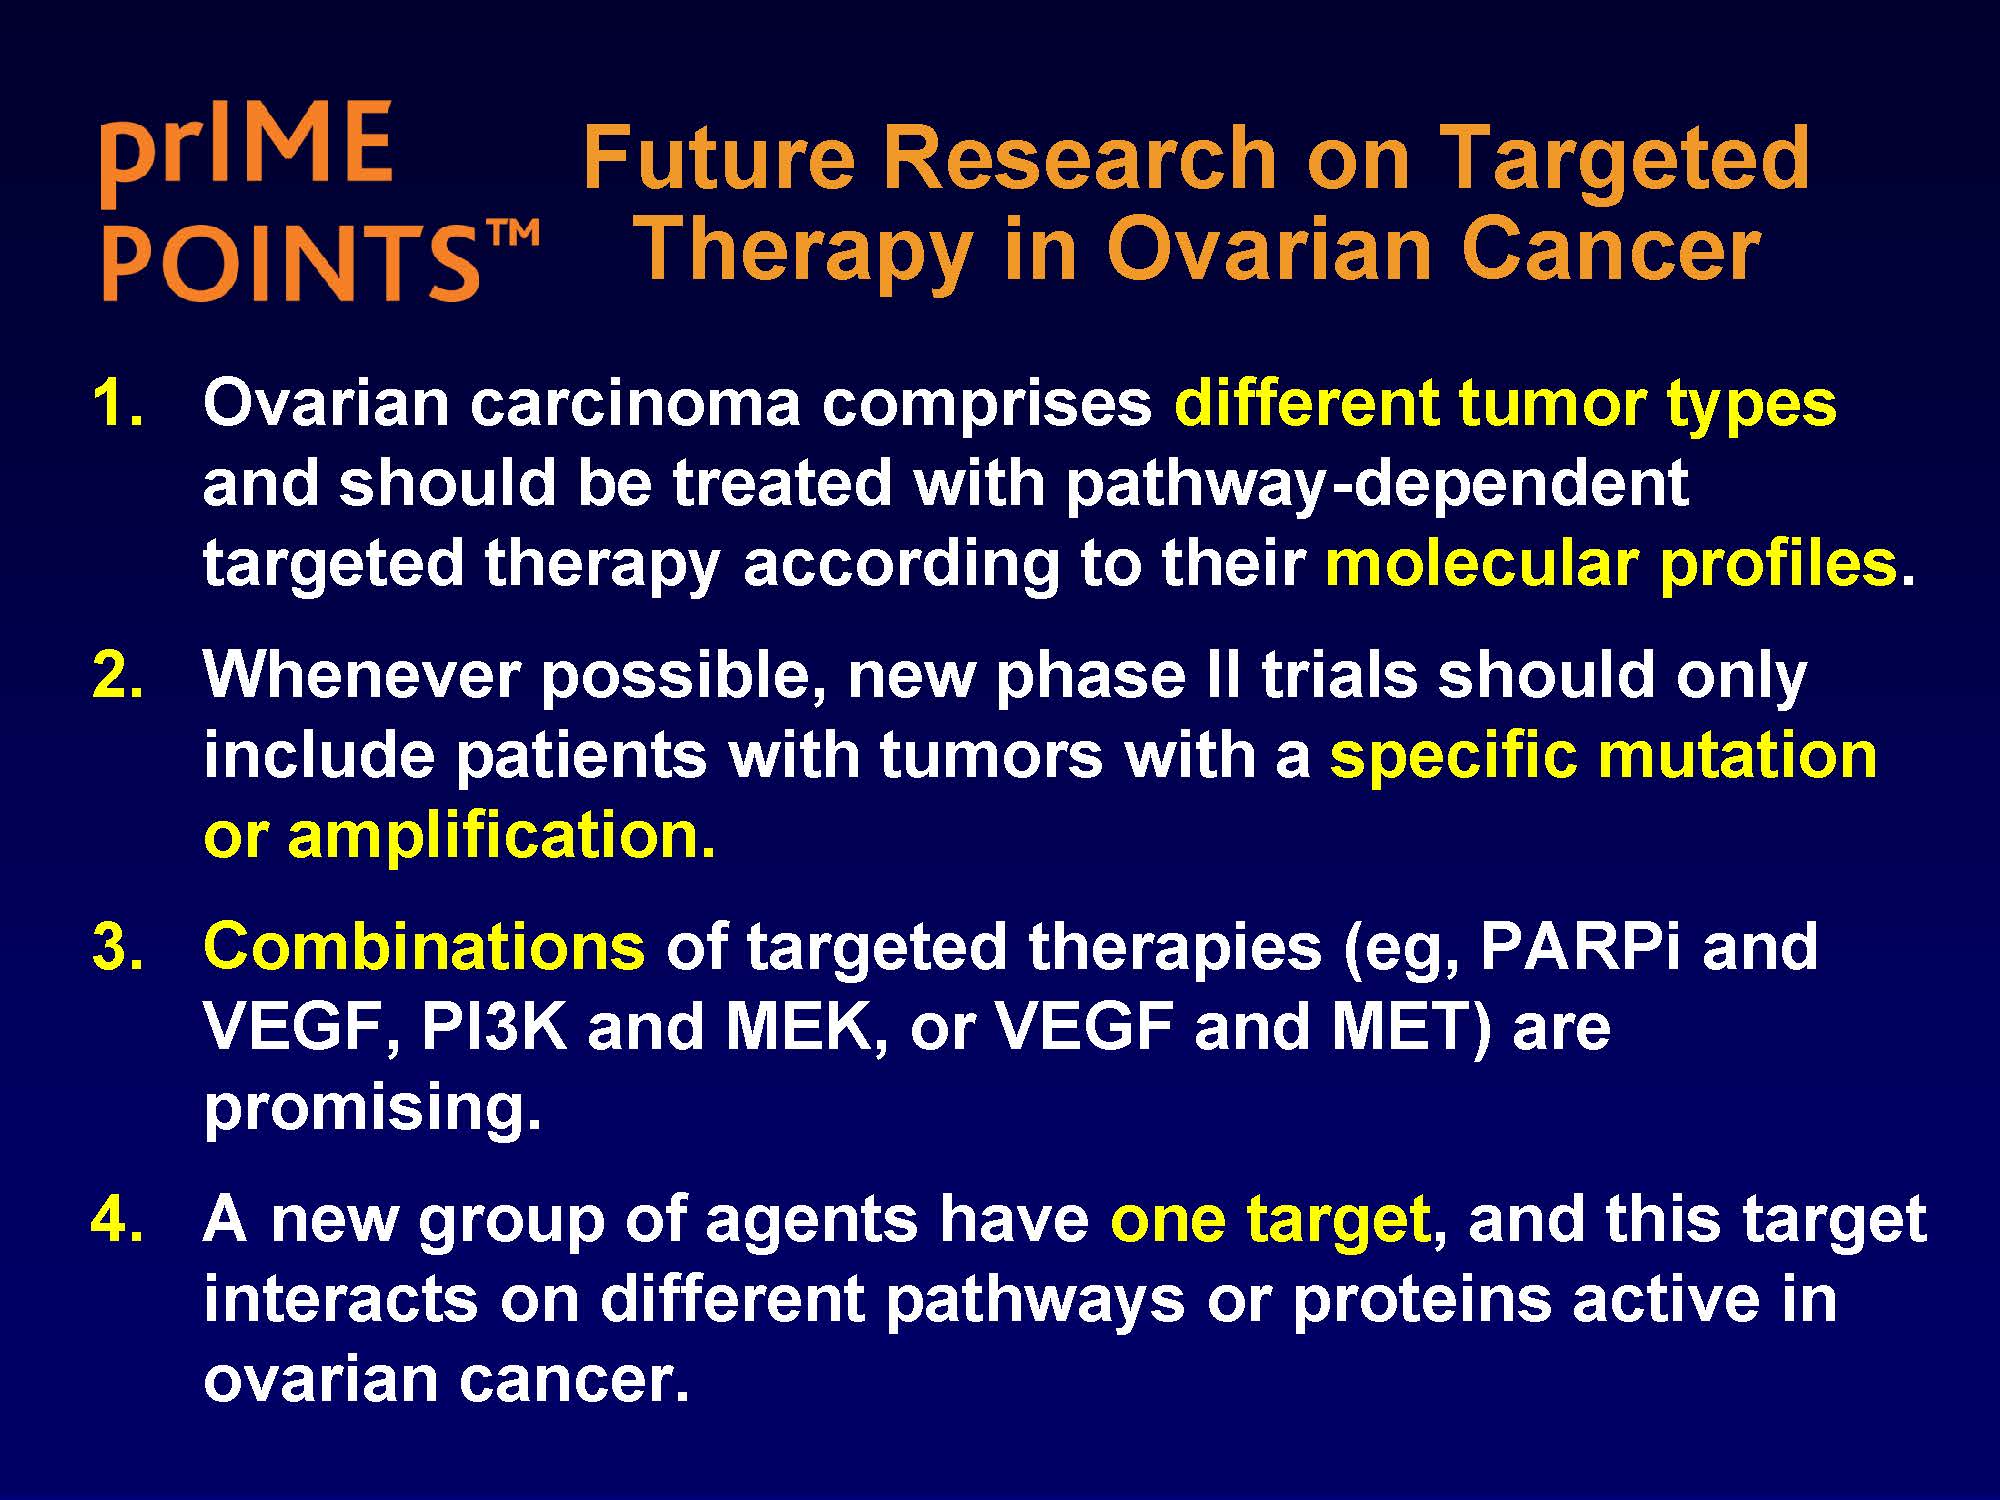 prIME
POINTS™
Future Research on Targeted
Therapy in Ovarian Cancer
1. Ovarian carcinoma comprises different tumor types
and should be treated with pathway-dependent
targeted therapy according to their molecular profiles.
2. Whenever possible, new phase II trials should only
include patients with tumors with a specific mutation
or amplification.
3. Combinations of targeted therapies (eg, PARPi and
VEGF, PI3K and MEK, or VEGF and MET) are
promising.
4. A new group of agents have one target, and this target
interacts on different pathways or proteins active in
ovarian cancer.